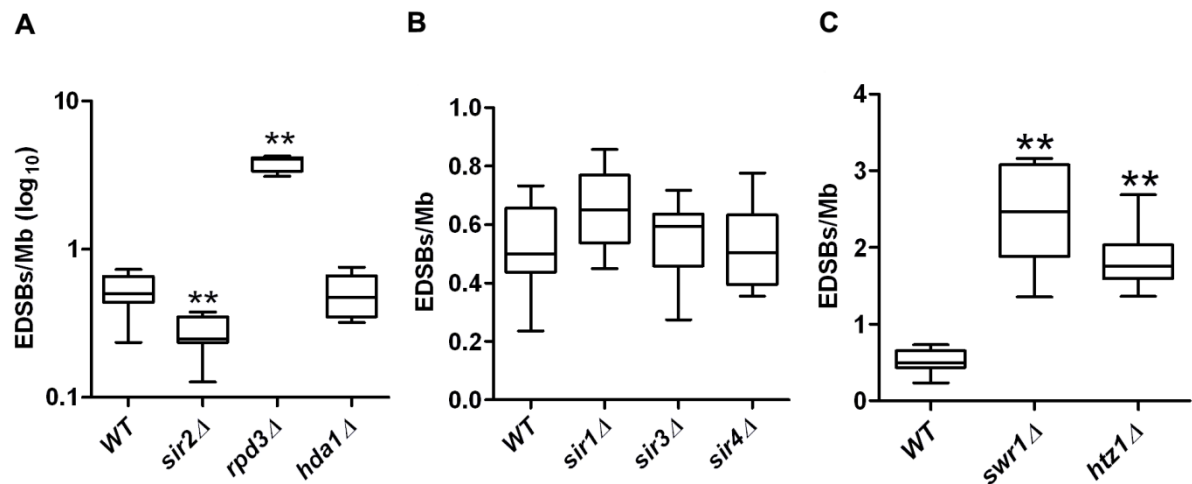 A
EDSBs/Mb (log10)
10
1
0.1
**
**
WT
sir2Δ
rpd3Δ
hda1Δ
B
EDSBs/Mb
1.0
0.8
0.6
0.4
0.2
0.0
WT
sir1Δ
sir3Δ
sir4Δ
C
EDSBs/Mb
4
3
2
1
0
**
**
WT
swr1Δ
htz1Δ